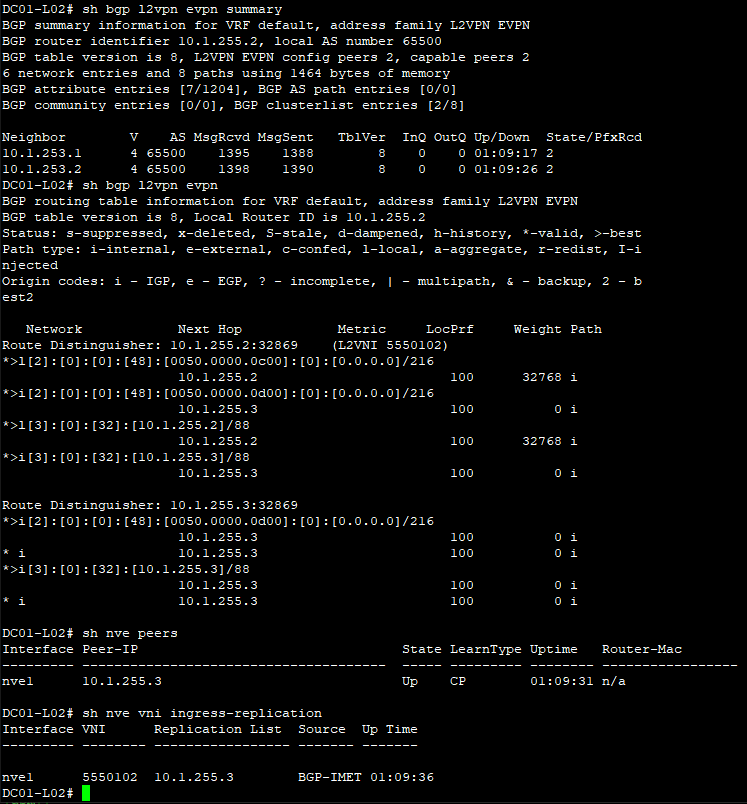 DC01-L02# sh bgp l2vpn evpn summary
BGP summary information for VRF default, address family L2VPN EVPN
BGP router identifier 10.1.255.2, local AS number 65500
BGP table version is 8, L2VPN EVPN config peers 2, capable peers 2
6 network entries and 8 paths using 1464 bytes of memory
BGP attribute entries [7/1204], BGP AS path entries [0/0]
BGP community entries [0/0], BGP clusterlist entries [2/8]
Neighbor        V    AS MsgRcvd MsgSent   TblVer  InQ OutQ Up/Down  State/PfxRcd
10.1.253.1      4 65500    1395    1388        8    0    0 01:09:17 2
10.1.253.2      4 65500    1398    1390        8    0    0 01:09:26 2
DC01-L02# sh bgp l2vpn evpn
BGP routing table information for VRF default, address family L2VPN EVPN
BGP table version is 8, Local Router ID is 10.1.255.2
Status: s-suppressed, x-deleted, S-stale, d-dampened, h-history, *-valid, >-best
Path type: i-internal, e-external, c-confed, l-local, a-aggregate, r-redist, I-i
njected
Origin codes: i - IGP, e - EGP, ? - incomplete, | - multipath, & - backup, 2 - b
est2
   Network            Next Hop            Metric     LocPrf     Weight Path
Route Distinguisher: 10.1.255.2:32869    (L2VNI 5550102)
*>l[2]:[0]:[0]:[48]:[0050.0000.0c00]:[0]:[0.0.0.0]/216
                      10.1.255.2                        100      32768 i
*>i[2]:[0]:[0]:[48]:[0050.0000.0d00]:[0]:[0.0.0.0]/216
                      10.1.255.3                        100          0 i
*>l[3]:[0]:[32]:[10.1.255.2]/88
                      10.1.255.2                        100      32768 i
*>i[3]:[0]:[32]:[10.1.255.3]/88
                      10.1.255.3                        100          0 i
Route Distinguisher: 10.1.255.3:32869
*>i[2]:[0]:[0]:[48]:[0050.0000.0d00]:[0]:[0.0.0.0]/216
                      10.1.255.3                        100          0 i
* i                   10.1.255.3                        100          0 i
*>i[3]:[0]:[32]:[10.1.255.3]/88
                      10.1.255.3                        100          0 i
* i                   10.1.255.3                        100          0 i
DC01-L02# sh nve peers
Interface Peer-IP                                 State LearnType Uptime   Router-Mac
--------- --------------------------------------  ----- --------- -------- -----------------
nve1      10.1.255.3                              Up    CP        01:09:31 n/a
DC01-L02# sh nve vni ingress-replication
Interface VNI      Replication List  Source  Up Time
--------- -------- ----------------- ------- -------
nve1      5550102  10.1.255.3        BGP-IMET 01:09:36
DC01-L02#